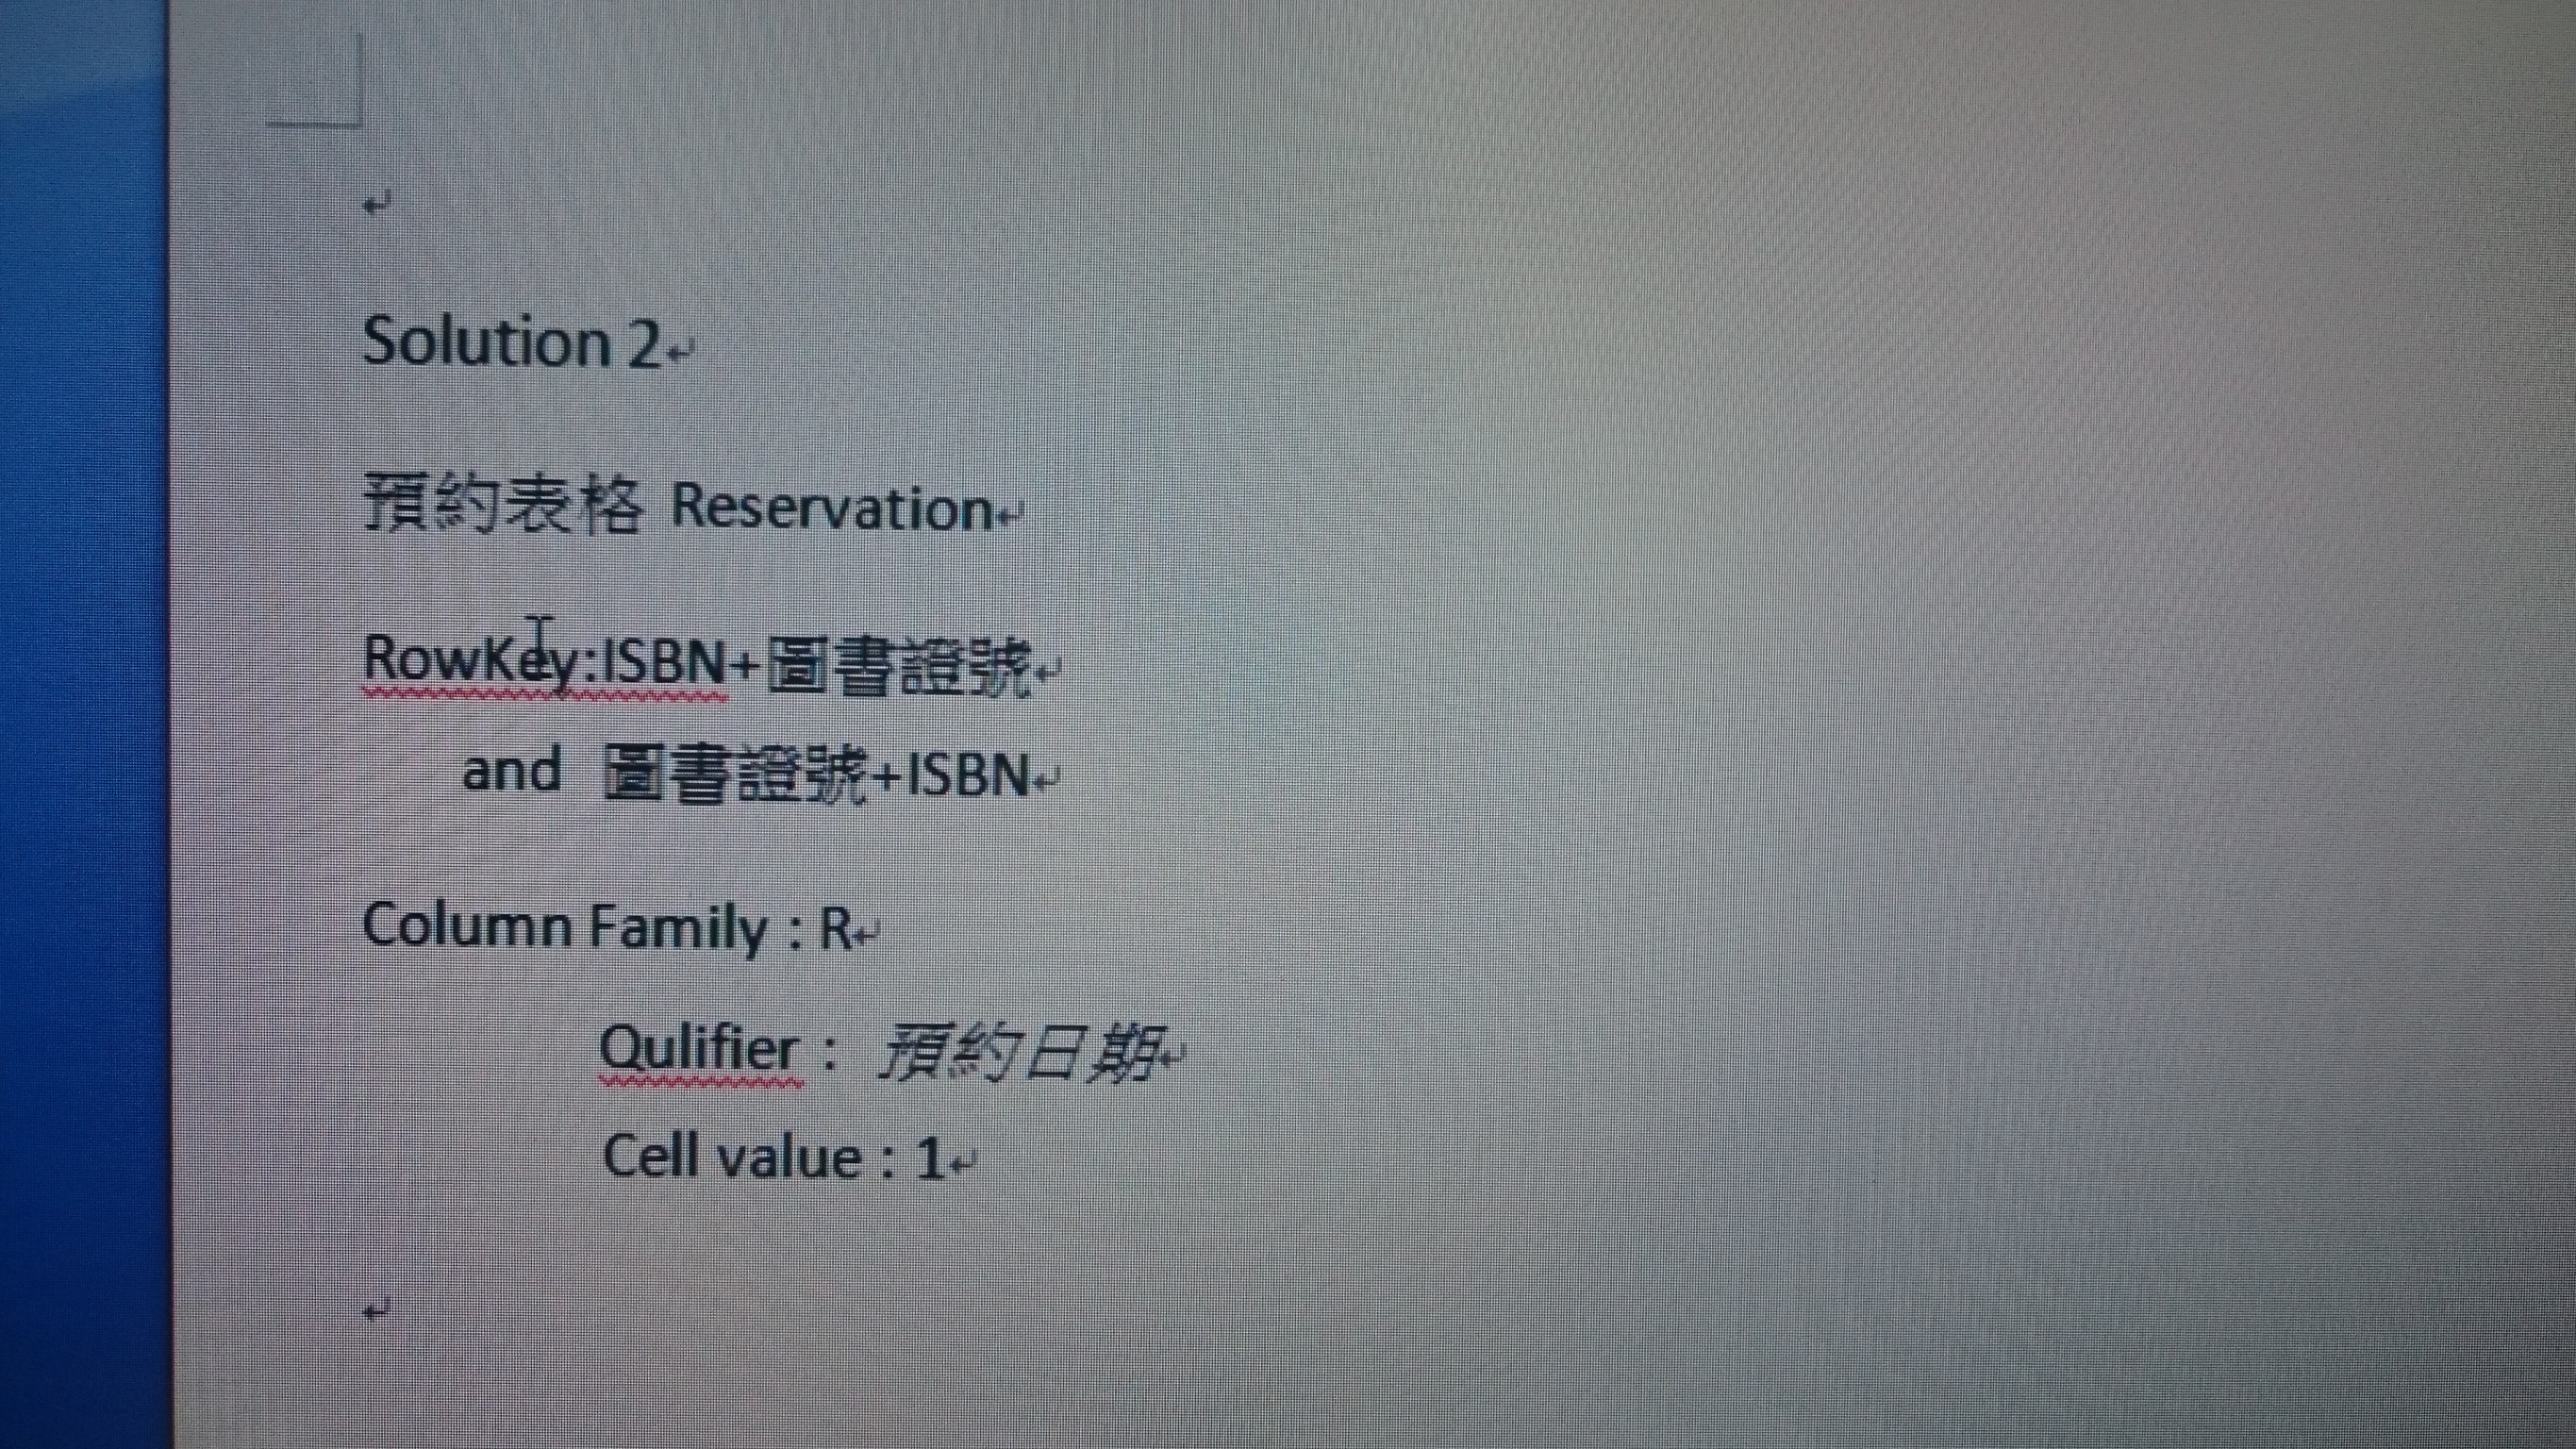 Solution 2
預約表格 Reservation
RowKey:ISBN+圖書證號
and 圖書證號+ISBN
Column Family : R
Qulifier : 預約日期
Cell value : 1